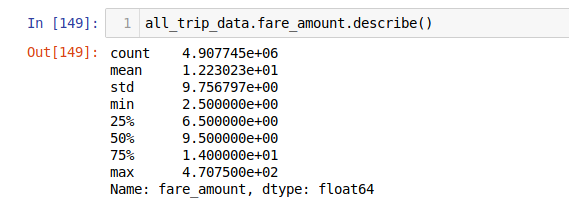 In [149]: 1 all_trip_data.fare_amount.describe()
Out[149]: count    4.907745e+06
mean     1.223023e+01
std      9.756797e+00
min      2.500000e+00
25%      6.500000e+00
50%      9.500000e+00
75%      1.400000e+01
max      4.707500e+02
Name: fare_amount, dtype: float64